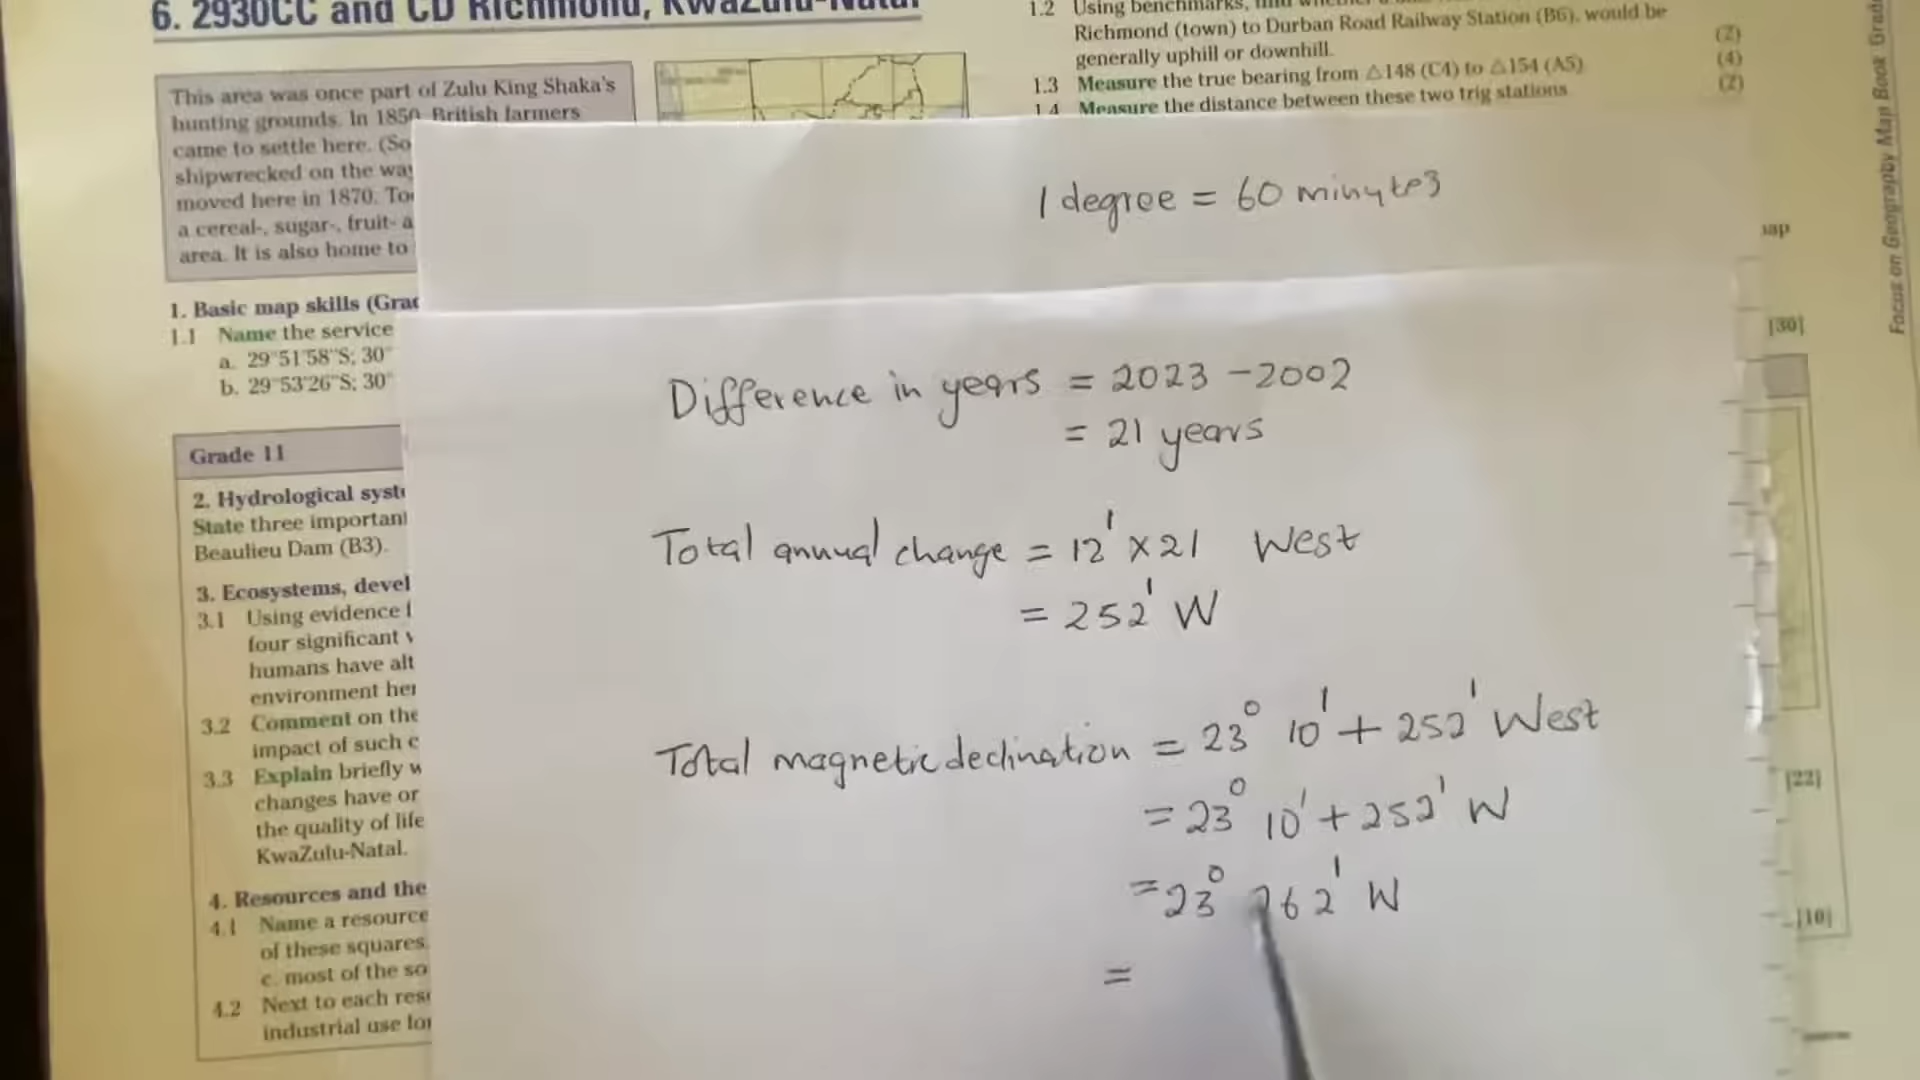 6. 2930CC and CD Richmond, KwaZulu-Natal
This area was once part of Zulu King Shaka's
hunting grounds. In 1850 British farmers
came to settle here. (So
shipwrecked on the way
moved here in 1870. To
a cereal-, sugar-, fruit- a
area. It is also home to
1. Basic map skills (Grad
1.1 Name the service
a. 29°51'58"S; 30°
b. 29°53'26"S; 30°
Grade 11
2. Hydrological syst
State three important
Beaulieu Dam (B3).
3. Ecosystems, devel
3.1 Using evidence f
four significant
humans have alt
environment her
3.2 Comment on the
impact of such c
3.3 Explain briefly w
changes have or
the quality of life
KwaZulu-Natal.
4. Resources and the
4.1 Name a resource
of these squares.
c. most of the so
4.2 Next to each res
industrial use for
1.2 Using benchmarks,
Richmond (town) to Durban Road Railway Station (B6), would be
generally uphill or downhill. (2)
1.3 Measure the true bearing from △148 (C4) to △154 (A5) (4)
1.4 Measure the distance between these two trig stations (2)
map
[30]
[22]
[10]
Focus on Geography Map Book Grade
1 degree = 60 minutes
Difference in years = 2023 - 2002
= 21 years
Total annual change = 12' x 21 West
= 252' W
Total magnetic declination = 23° 10' + 252' West
= 23° 10' + 252' W
= 23° 262' W
=